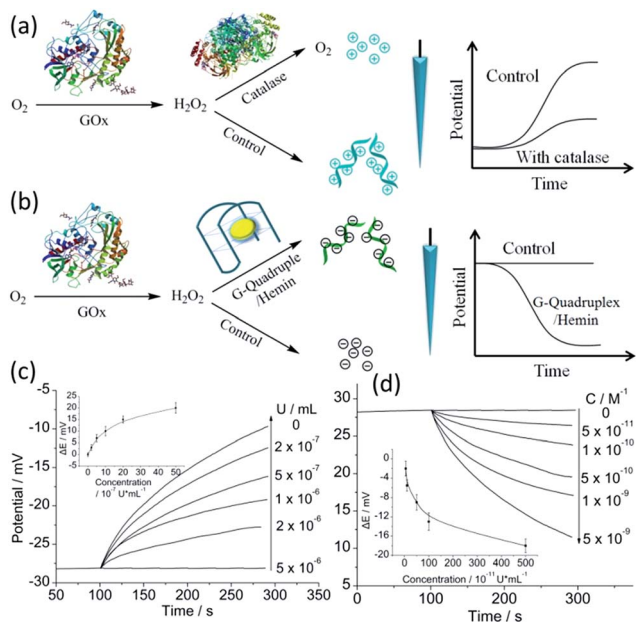 (a)
O2
GOx
H2O2
Catalase
Control
O2
Potential
Control
With catalase
Time
(b)
O2
GOx
H2O2
G-Quadruple
/Hemin
Control
Potential
Control
G-Quadruplex
/Hemin
Time
(c)
Potential / mV
-5
-10
-15
-20
-25
-30
50 100 150 200 250 300 350
Time / s
ΔE / mV
25
20
15
10
5
0
-5
0 10 20 30 40 50
Concentration
/ 10-7 U*mL-1
U / mL
0
2 x 10-7
5 x 10-7
1 x 10-6
2 x 10-6
5 x 10-6
(d)
30
25
20
15
10
5
0 100 200 300
Time / s
ΔE / mV
0
-4
-8
-12
-16
-20
0 100 200 300 400 500
Concentration / 10-11 U*mL-1
C / M-1
0
5 x 10-11
1 x 10-10
5 x 10-10
1 x 10-9
5 x 10-9